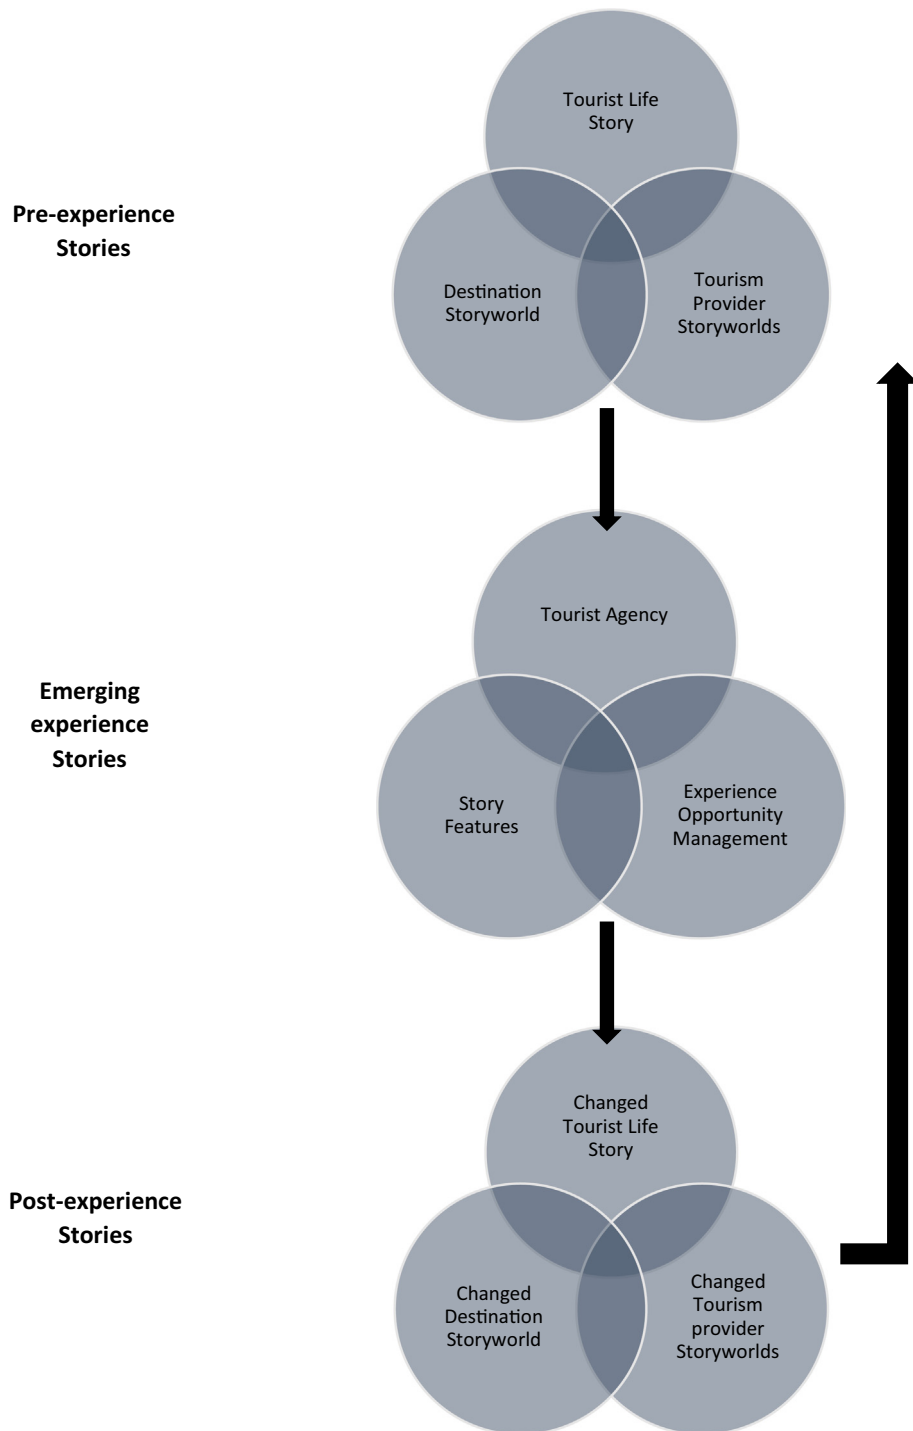 Tourist Life
Story
Pre-experience
Stories
Destination
Storyworld
Tourism
Provider
Storyworlds
Tourist Agency
Emerging
experience
Stories
Story
Features
Experience
Opportunity
Management
Changed
Tourist Life
Story
Post-experience
Stories
Changed
Destination
Storyworld
Changed
Tourism
provider
Storyworlds